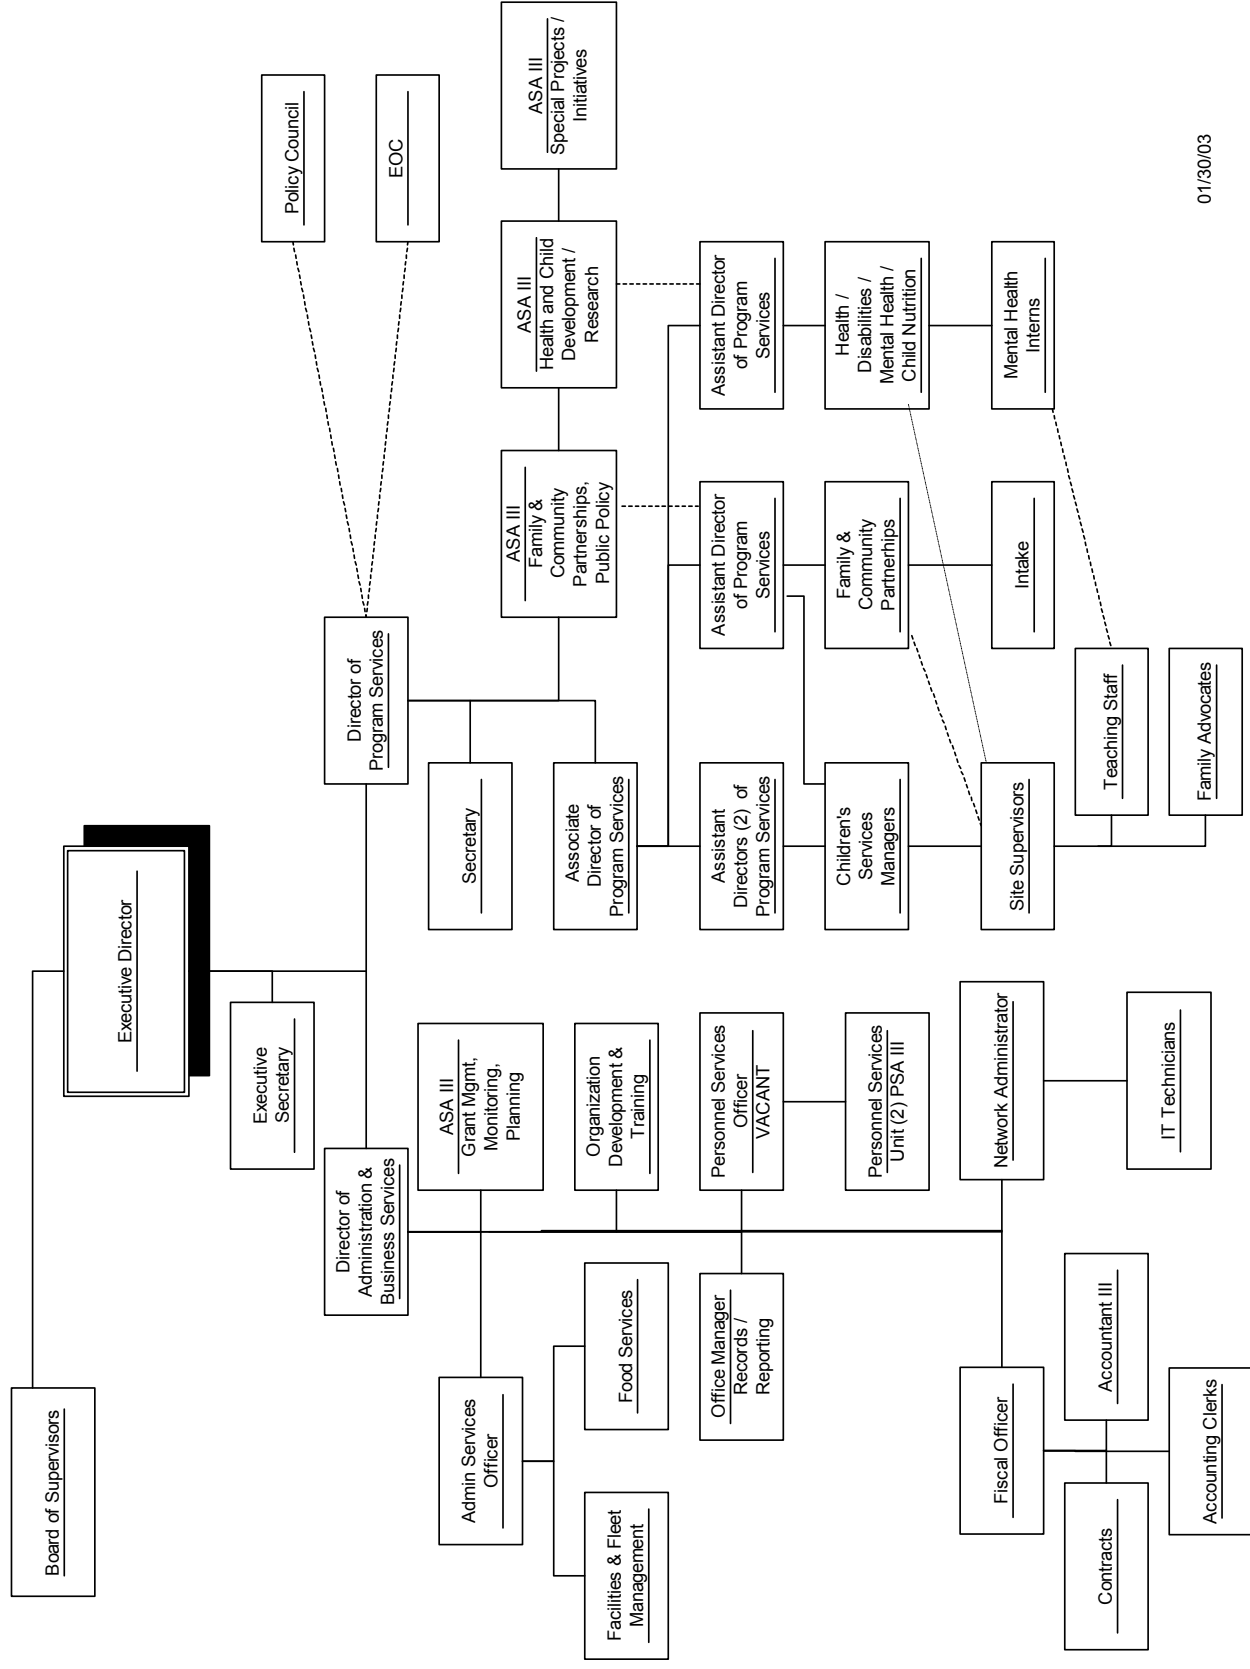 Board of Supervisors
Executive Director
Executive
Secretary
Director of
Administration &
Business Services
Director of
Program Services
Policy Council
EOC
Admin Services
Officer
ASA III
Grant Mgmt,
Monitoring,
Planning
Facilities & Fleet
Management
Food Services
Organization
Development &
Training
Office Manager
Records /
Reporting
Personnel Services
Officer
VACANT
Personnel Services
Unit (2) PSA III
Fiscal Officer
Network Administrator
Contracts
Accountant III
Accounting Clerks
IT Technicians
Secretary
ASA III
Family &
Community
Partnerships,
Public Policy
ASA III
Health and Child
Development /
Research
ASA III
Special Projects /
Initiatives
Associate
Director of
Program Services
Assistant
Directors (2) of
Program Services
Assistant Director
of Program
Services
Assistant Director
of Program
Services
Children's
Services
Managers
Family &
Community
Partnerhips
Health /
Disabilities /
Mental Health /
Child Nutrition
Site Supervisors
Intake
Mental Health
Interns
Teaching Staff
Family Advocates
01/30/03